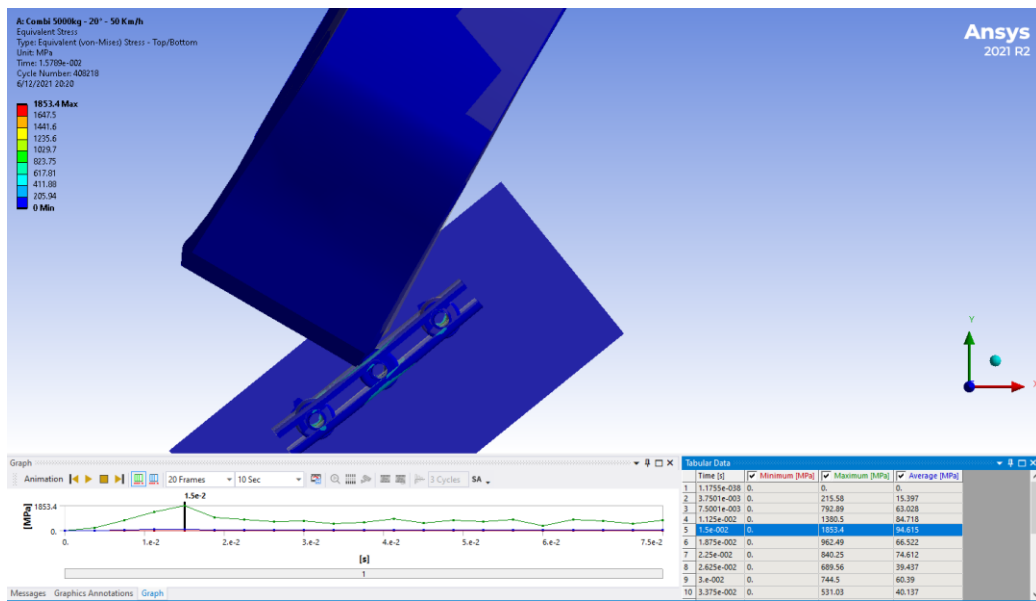 A: Combi 5000kg - 20° - 50 Km/h
Equivalent Stress
Type: Equivalent (von-Mises) Stress - Top/Bottom
Unit: MPa
Time: 1.5789e-002
Cycle Number: 408218
6/12/2021 20:20
Ansys
2021 R2
1853.4 Max
1647.5
1441.6
1235.6
1029.7
823.75
617.81
411.88
205.94
0 Min
Y
X
Graph
Animation 20 Frames 10 Sec 3 Cycles SA
1.5e-2
[MPa]
1853.4
0.
0. 1.e-2 2.e-2 3.e-2 4.e-2 5.e-2 6.e-2 7.5e-2
[s]
1
Messages Graphics Annotations Graph
Tabular Data
Time [s] Minimum [MPa] Maximum [MPa] Average [MPa]
1 1.1755e-038 0. 0. 0.
2 3.7501e-003 0. 215.58 15.397
3 7.5001e-003 0. 792.89 63.028
4 1.125e-002 0. 1380.5 84.718
5 1.5e-002 0. 1853.4 94.615
6 1.875e-002 0. 962.49 66.522
7 2.25e-002 0. 840.25 74.612
8 2.625e-002 0. 689.56 39.437
9 3.e-002 0. 744.5 60.39
10 3.375e-002 0. 531.03 40.137